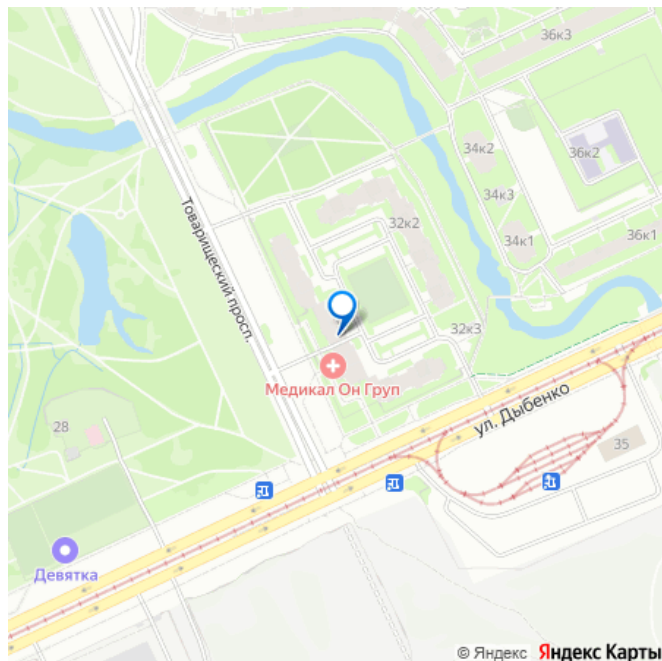 36к3
34к2
36к2
34к3
32к2
34к1
36к1
Товарищеский просп.
32к3
Медикал Он Груп
ул. Дыбенко
28
35
Девятка
© Яндекс Яндекс Карты